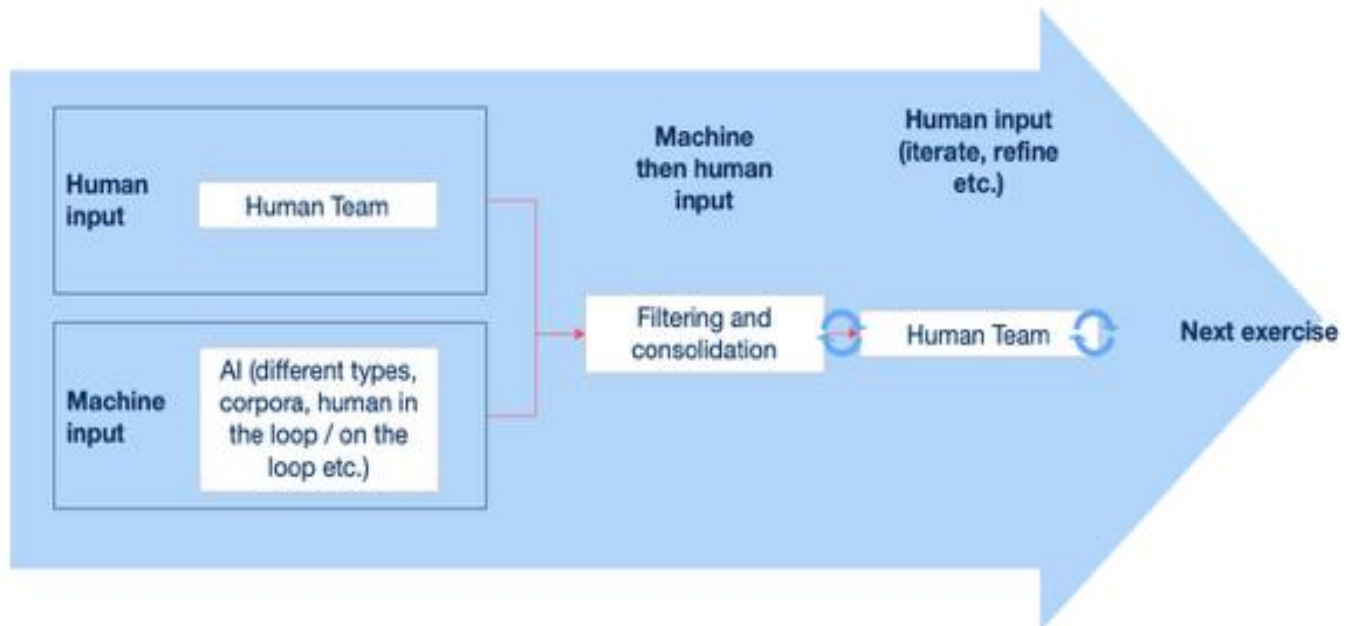 Human
input
Human Team
Machine
input
AI (different types,
corpora, human in
the loop / on the
loop etc.)
Machine
then human
input
Filtering and
consolidation
Human input
(iterate, refine
etc.)
Human Team
Next exercise